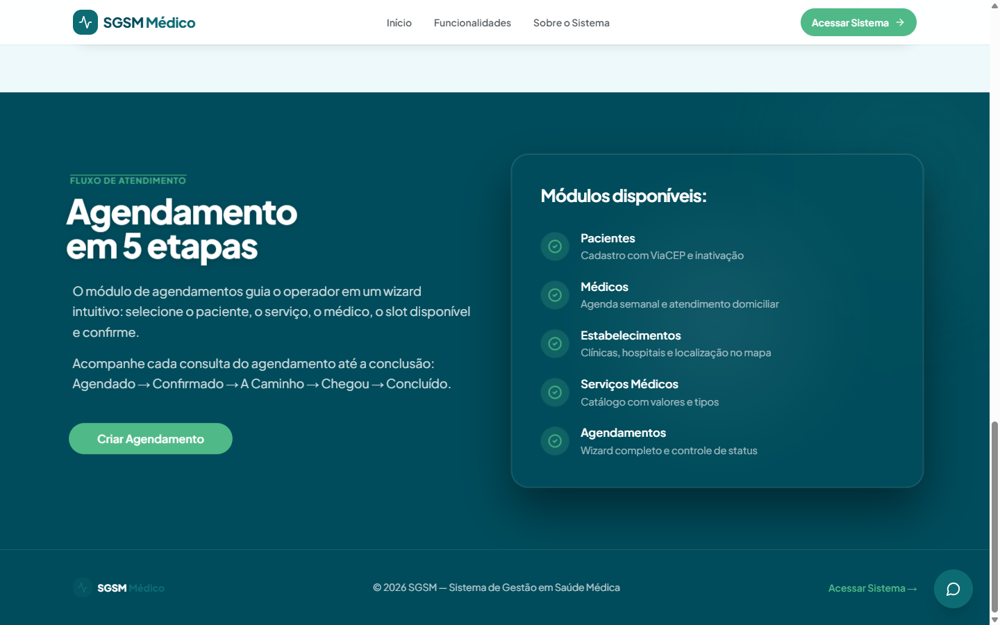 SGSM Médico
Início
Funcionalidades
Sobre o Sistema
Acessar Sistema →
FLUXO DE ATENDIMENTO
Agendamento
em 5 etapas
O módulo de agendamentos guia o operador em um wizard
intuitivo: selecione o paciente, o serviço, o médico, o slot disponível
e confirme.
Acompanhe cada consulta do agendamento até a conclusão:
Agendado → Confirmado → A Caminho → Chegou → Concluído.
Criar Agendamento
Módulos disponíveis:
Pacientes
Cadastro com ViaCEP e inativação
Médicos
Agenda semanal e atendimento domiciliar
Estabelecimentos
Clínicas, hospitais e localização no mapa
Serviços Médicos
Catálogo com valores e tipos
Agendamentos
Wizard completo e controle de status
SGSM Médico
© 2026 SGSM — Sistema de Gestão em Saúde Médica
Acessar Sistema →